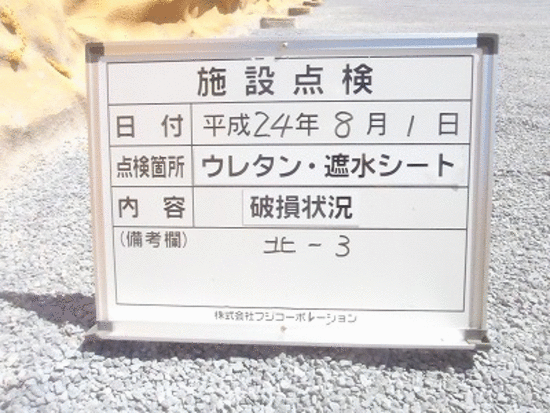 施設点検
日付 平成24年8月1日
点検箇所 ウレタン・遮水シート
内容 破損状況
(備考欄) 北-3
株式会社フジコーポレーション